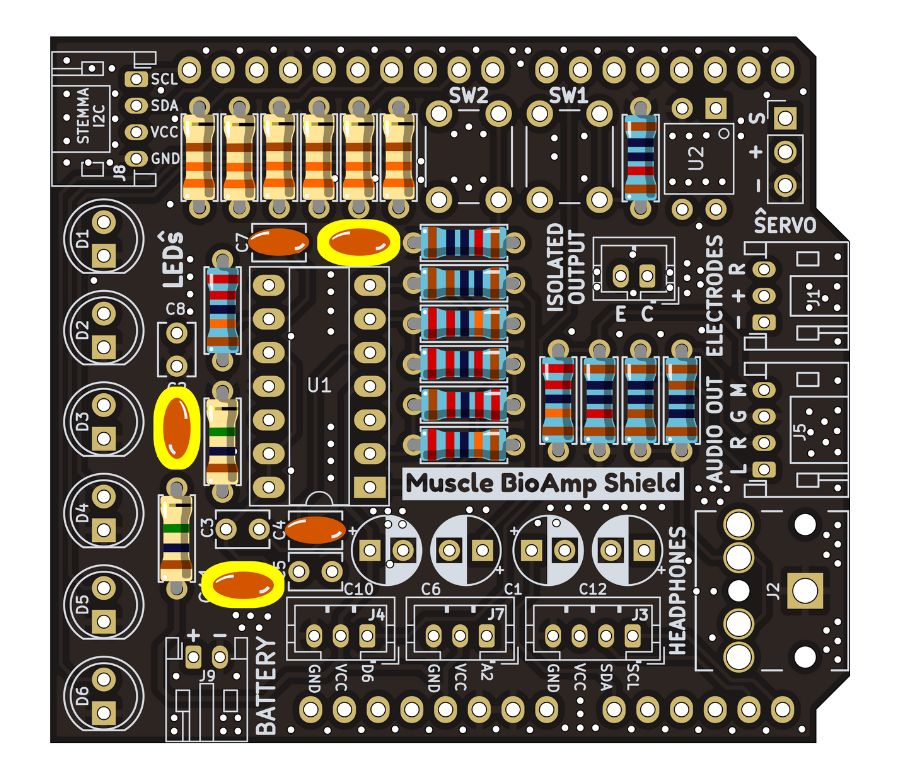 SCL
SDA
VCC
GND
STEMMA
I2C
J8
SW2
SW1
U2
S
+
−
SERVO
D1
LEDs
C7
ISOLATED
OUTPUT
E C
ELECTRODES
− + R
J1
D2
C8
U1
D3
AUDIO OUT
L R G M
J5
Muscle BioAmp Shield
D4
C3
C4
+
+
+
+
C5
C10
C6
C1
C12
HEADPHONES
J2
D5
J4
J7
J3
+ −
J9
BATTERY
GND
VCC
D6
GND
VCC
A2
GND
VCC
SDA
SCL
D6